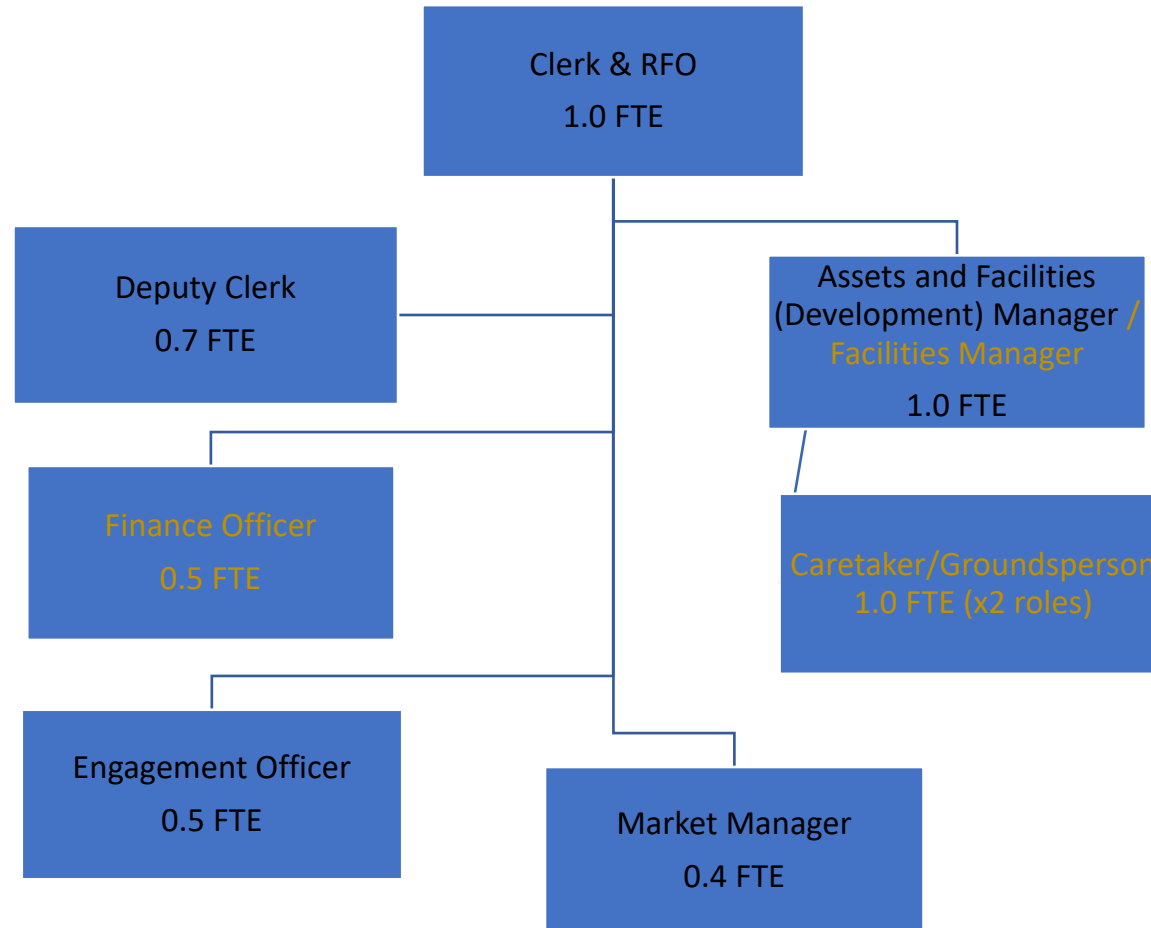 Clerk & RFO
1.0 FTE
Deputy Clerk
0.7 FTE
Assets and Facilities
(Development) Manager /
Facilities Manager
1.0 FTE
Finance Officer
0.5 FTE
Caretaker/Groundsperson
1.0 FTE (x2 roles)
Engagement Officer
0.5 FTE
Market Manager
0.4 FTE